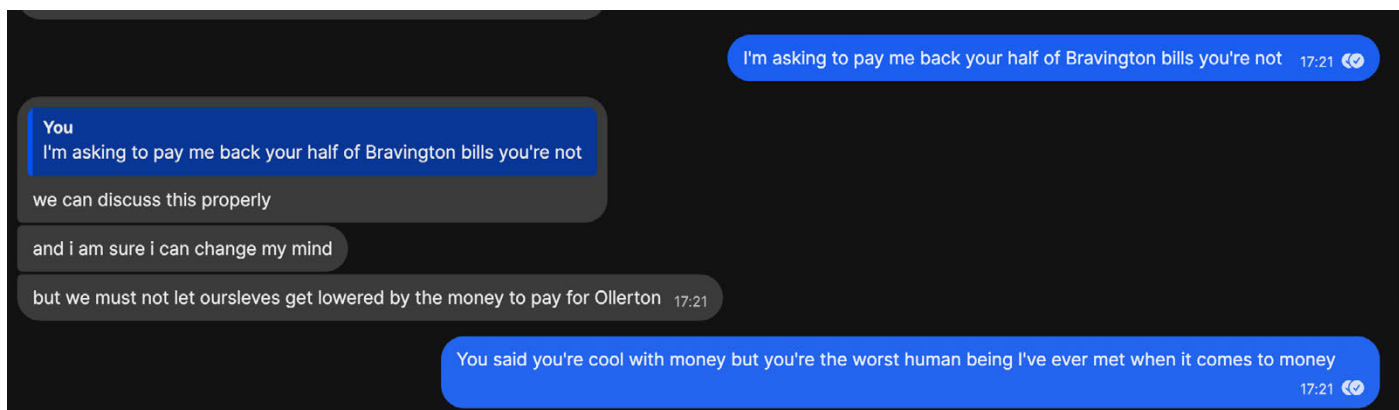 I'm asking to pay me back your half of Bravington bills you're not 17:21
You
I'm asking to pay me back your half of Bravington bills you're not
we can discuss this properly
and i am sure i can change my mind
but we must not let oursleves get lowered by the money to pay for Ollerton 17:21
You said you're cool with money but you're the worst human being I've ever met when it comes to money
17:21